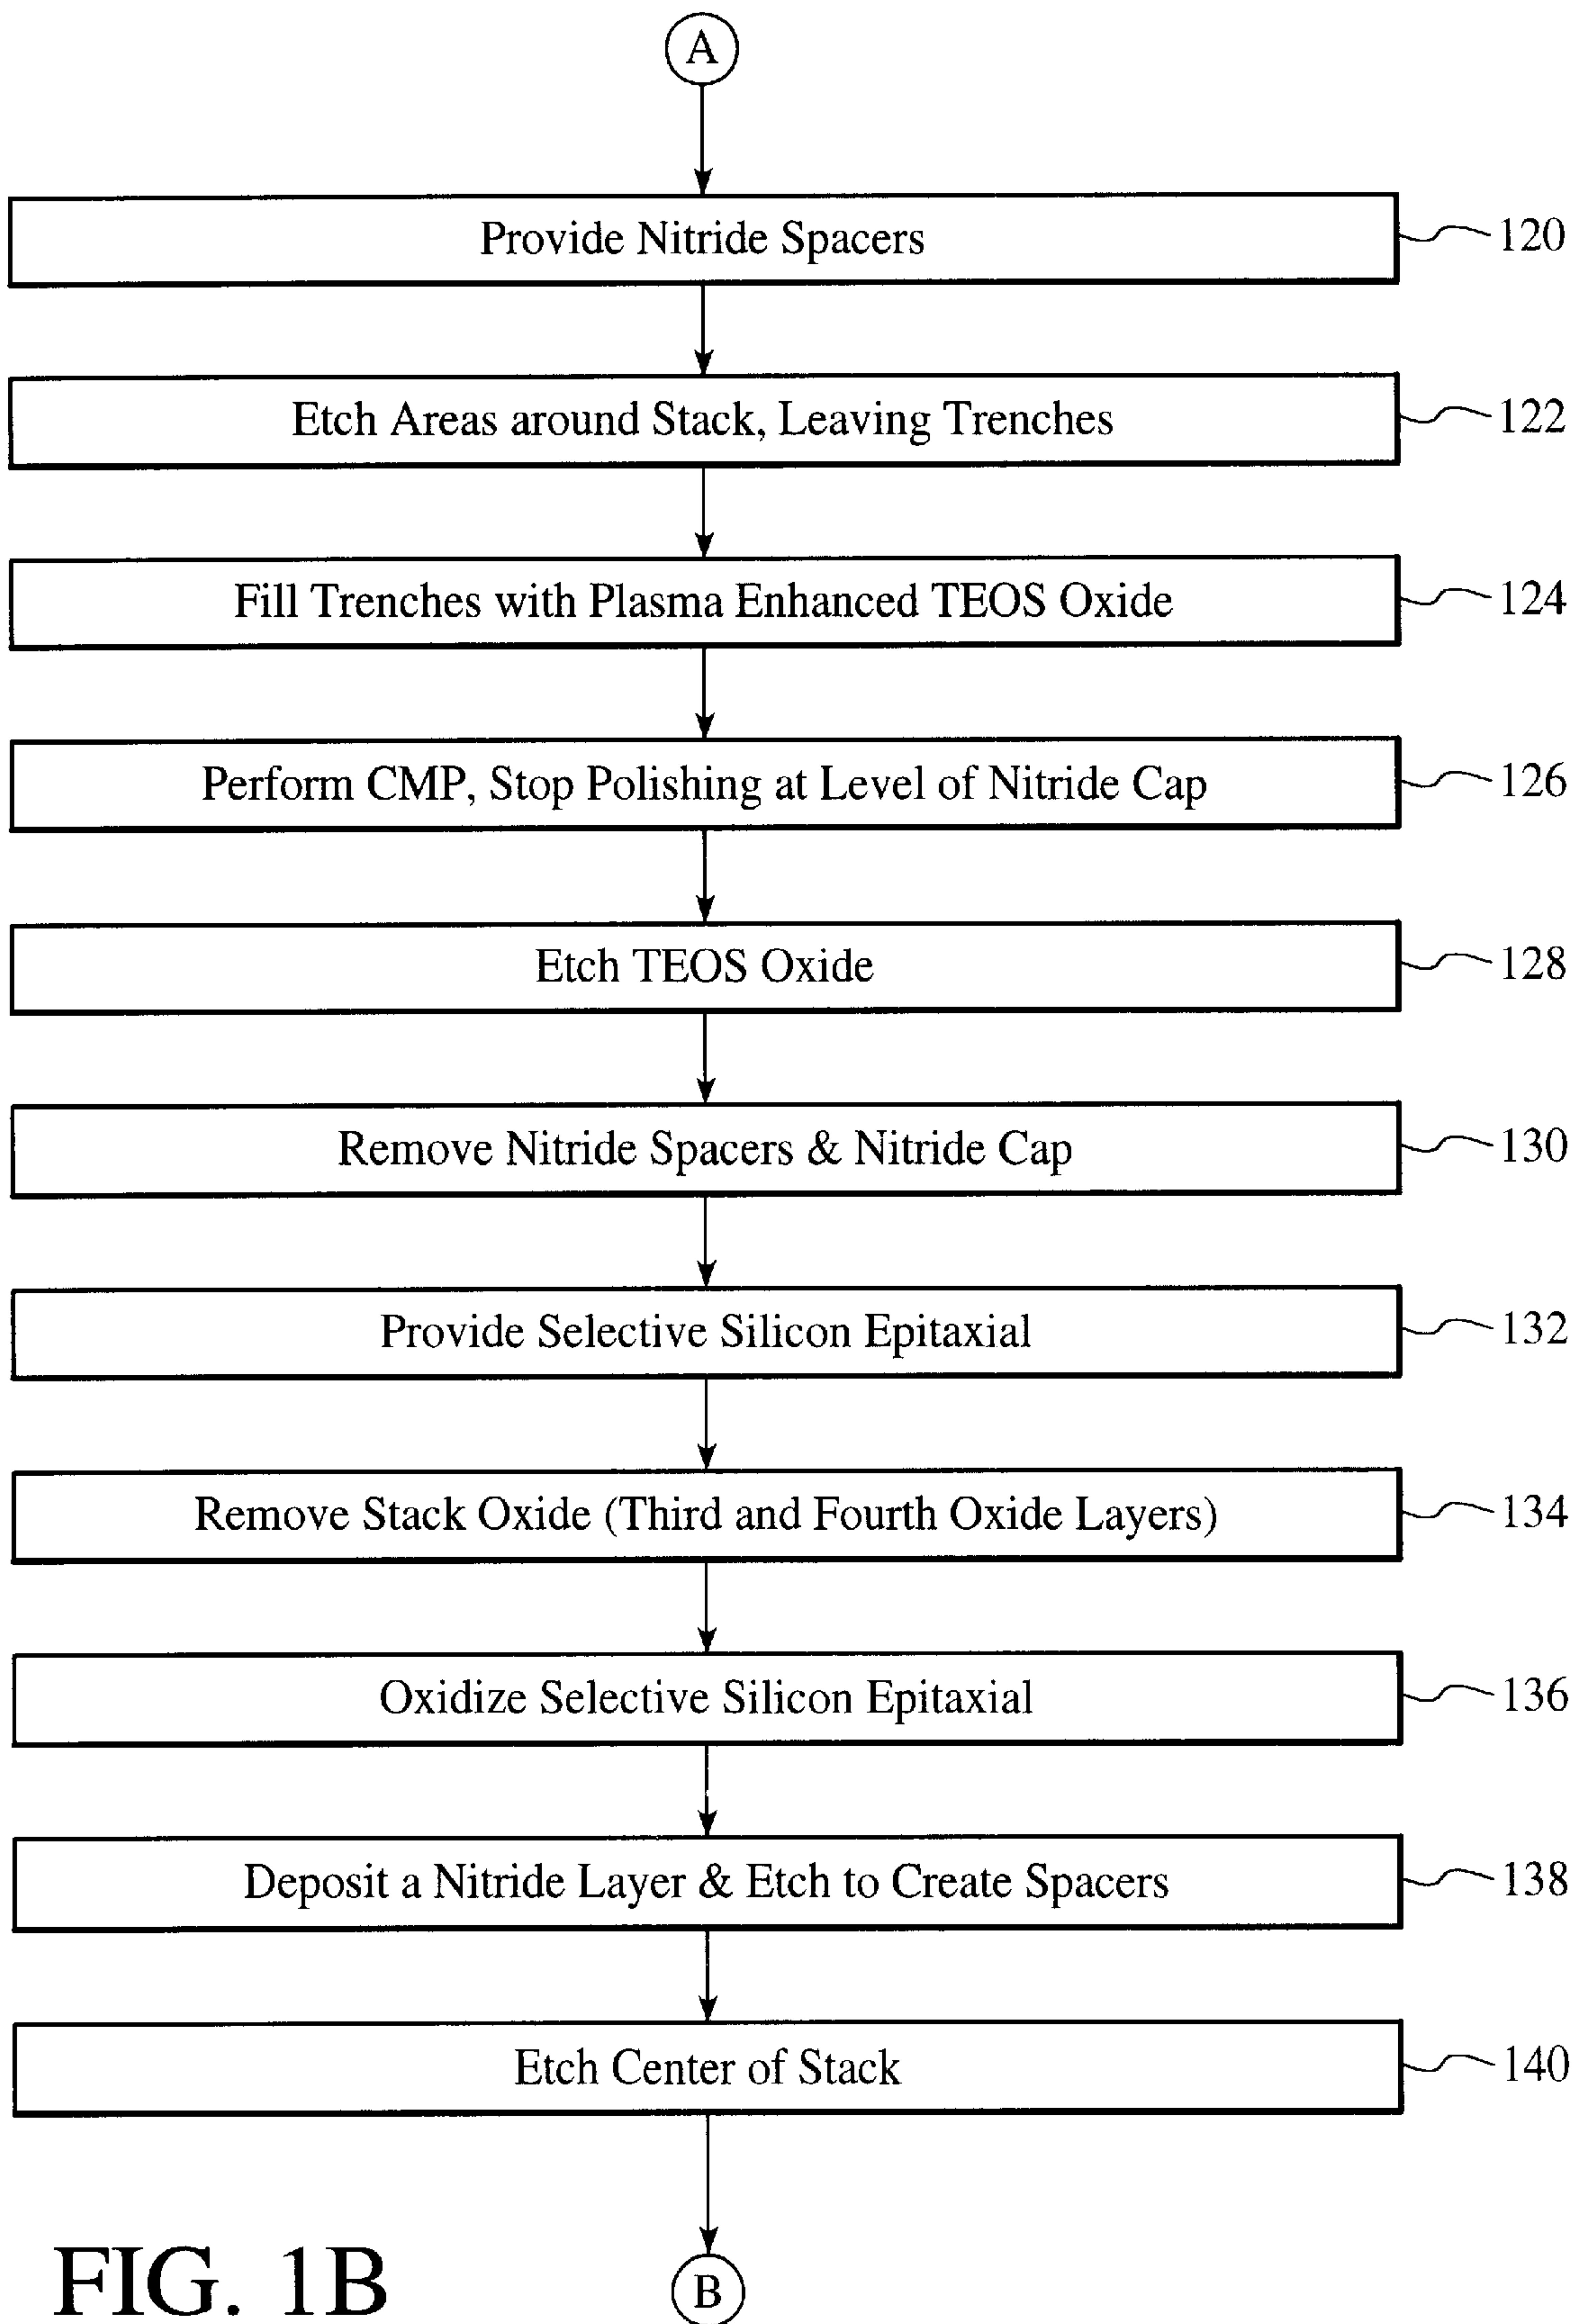 A
Provide Nitride Spacers 120
Etch Areas around Stack, Leaving Trenches 122
Fill Trenches with Plasma Enhanced TEOS Oxide 124
Perform CMP, Stop Polishing at Level of Nitride Cap 126
Etch TEOS Oxide 128
Remove Nitride Spacers & Nitride Cap 130
Provide Selective Silicon Epitaxial 132
Remove Stack Oxide (Third and Fourth Oxide Layers) 134
Oxidize Selective Silicon Epitaxial 136
Deposit a Nitride Layer & Etch to Create Spacers 138
Etch Center of Stack 140
FIG. 1B
B